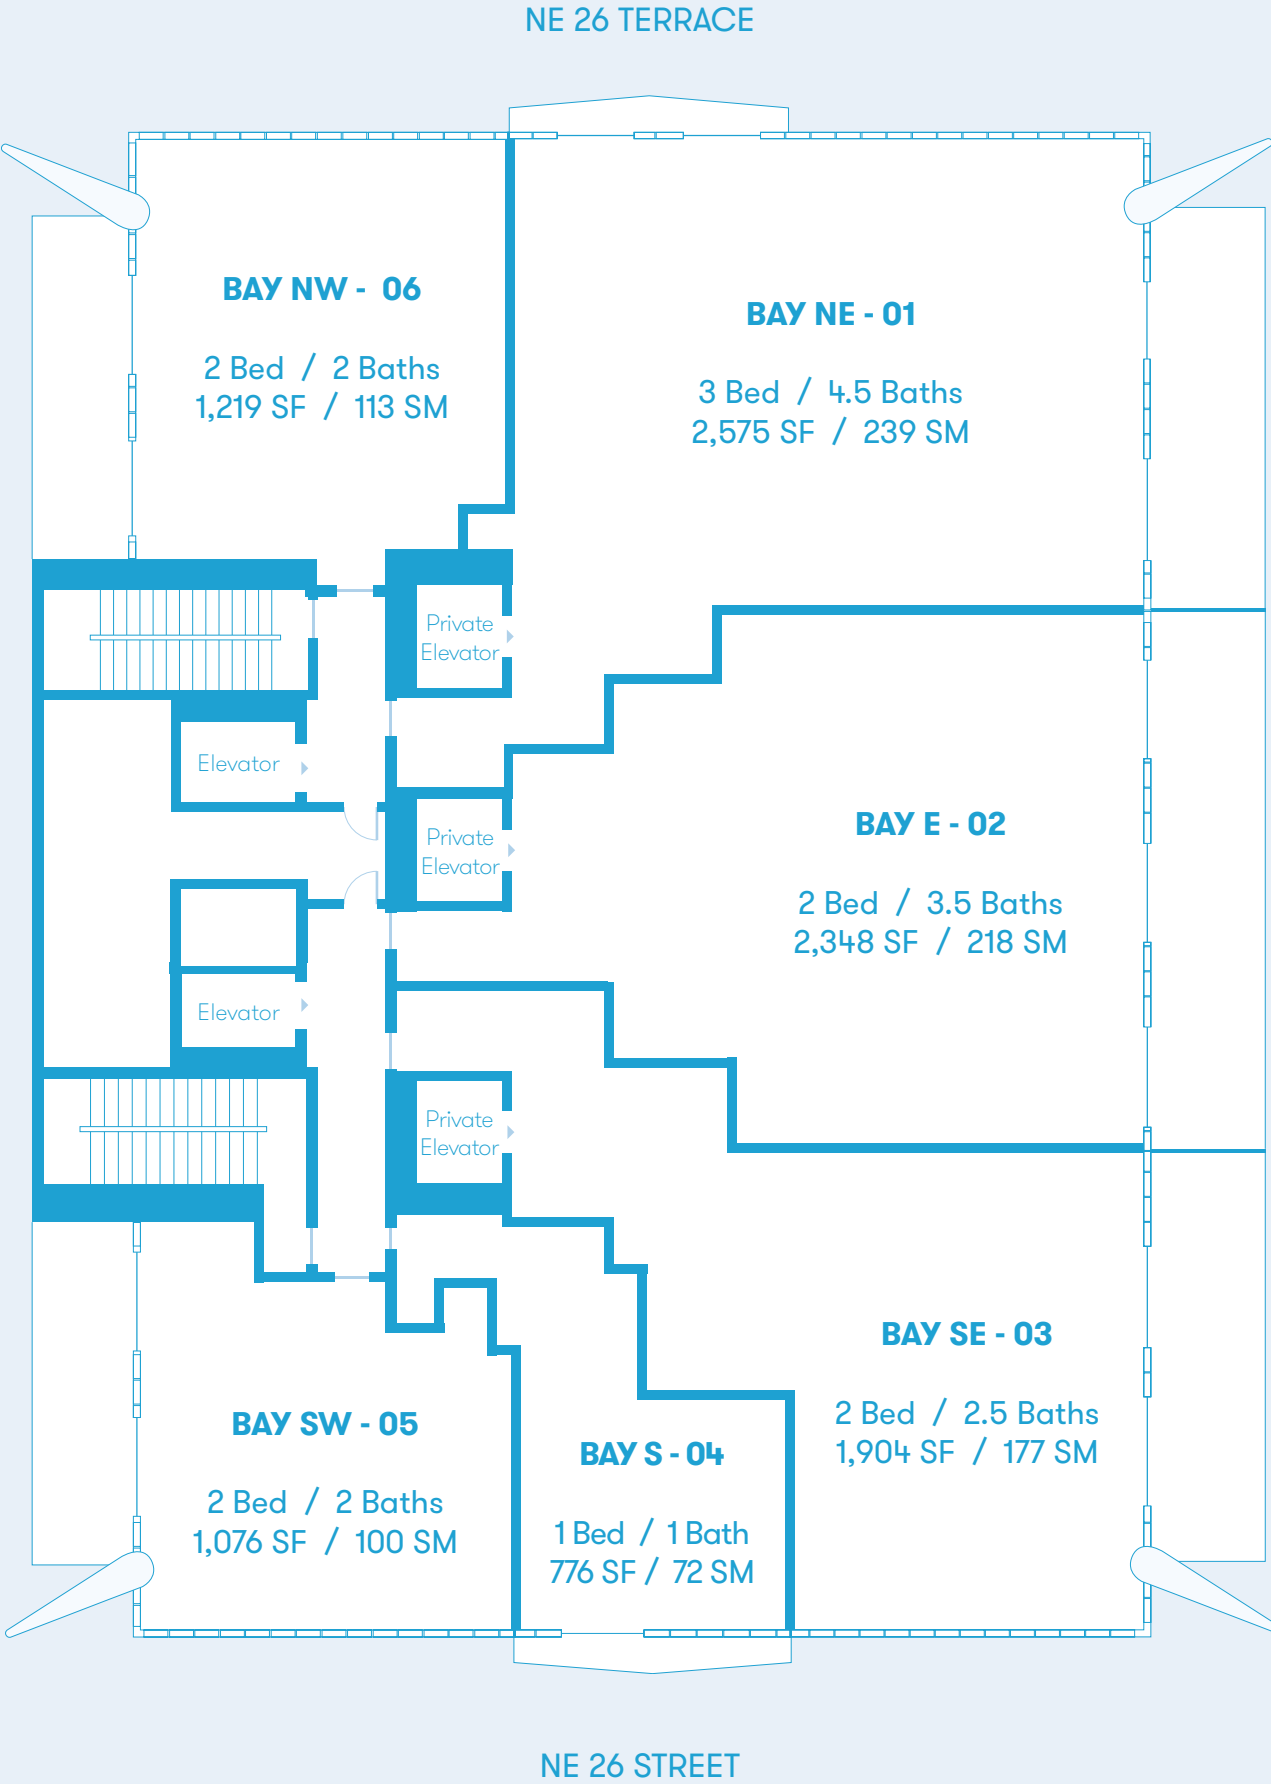 NE 26 TERRACE
BAY NW - 06
2 Bed / 2 Baths
1,219 SF / 113 SM
BAY NE - 01
3 Bed / 4.5 Baths
2,575 SF / 239 SM
Private
Elevator
Elevator
Private
Elevator
BAY E - 02
2 Bed / 3.5 Baths
2,348 SF / 218 SM
Elevator
Private
Elevator
BAY SE - 03
2 Bed / 2.5 Baths
1,904 SF / 177 SM
BAY SW - 05
2 Bed / 2 Baths
1,076 SF / 100 SM
BAY S - 04
1 Bed / 1 Bath
776 SF / 72 SM
NE 26 STREET